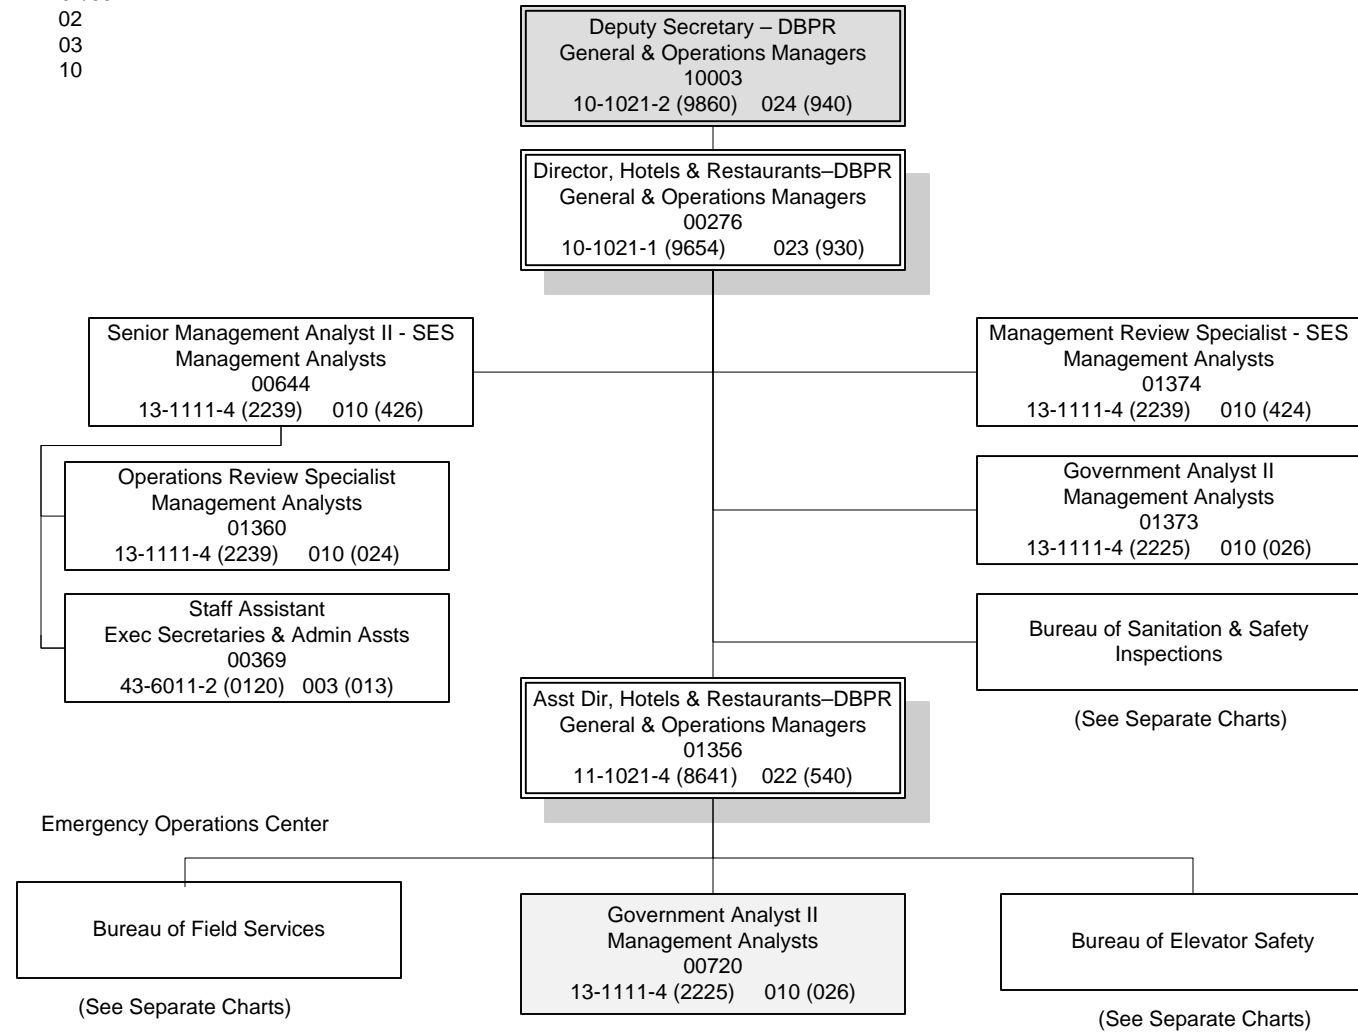 02
03
10
Deputy Secretary – DBPR
General & Operations Managers
10003
10-1021-2 (9860) 024 (940)
Director, Hotels & Restaurants–DBPR
General & Operations Managers
00276
10-1021-1 (9654) 023 (930)
Senior Management Analyst II - SES
Management Analysts
00644
13-1111-4 (2239) 010 (426)
Management Review Specialist - SES
Management Analysts
01374
13-1111-4 (2239) 010 (424)
Operations Review Specialist
Management Analysts
01360
13-1111-4 (2239) 010 (024)
Government Analyst II
Management Analysts
01373
13-1111-4 (2225) 010 (026)
Staff Assistant
Exec Secretaries & Admin Assts
00369
43-6011-2 (0120) 003 (013)
Bureau of Sanitation & Safety
Inspections
(See Separate Charts)
Asst Dir, Hotels & Restaurants–DBPR
General & Operations Managers
01356
11-1021-4 (8641) 022 (540)
Emergency Operations Center
Bureau of Field Services
(See Separate Charts)
Government Analyst II
Management Analysts
00720
13-1111-4 (2225) 010 (026)
Bureau of Elevator Safety
(See Separate Charts)